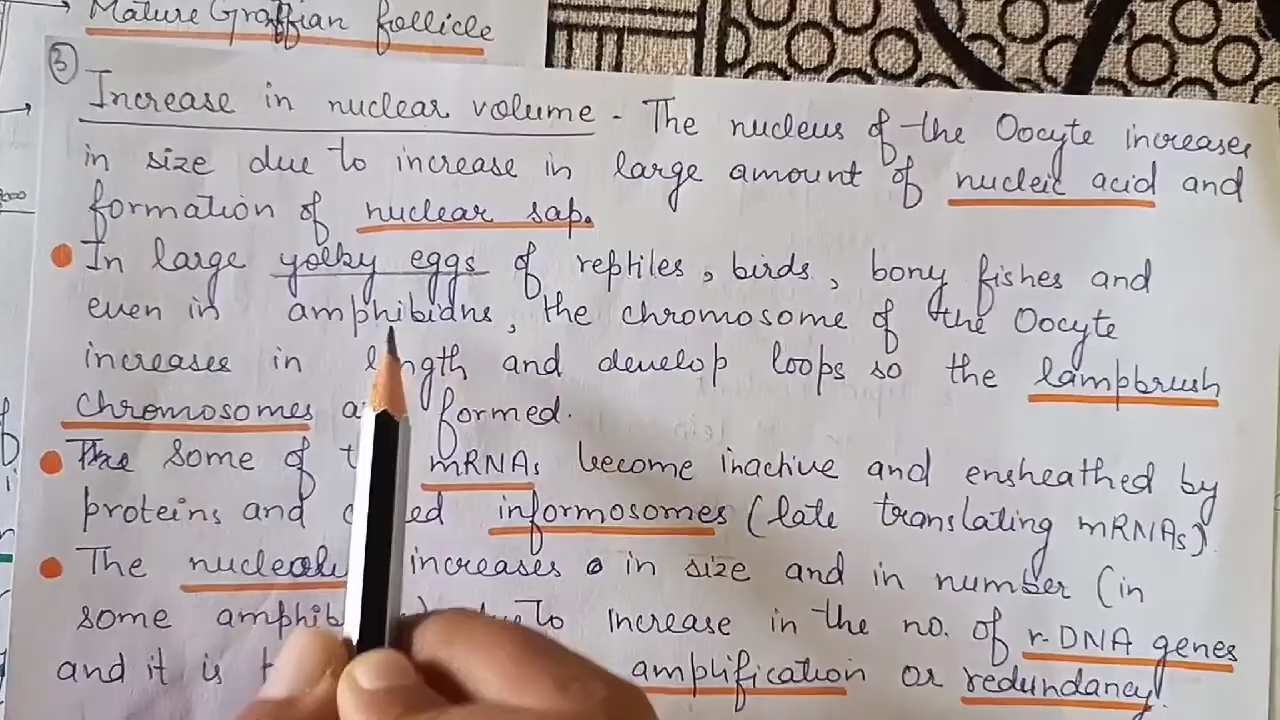 Mature Graffian follicle
③
Increase in nuclear volume - The nucleus of the Oocyte increases
in size due to increase in large amount of nucleic acid and
formation of nuclear sap.
In large yolky eggs of reptiles, birds, bony fishes and
even in amphibians, the chromosome of the Oocyte
increases in length and develop loops so the lampbrush
chromosomes formed.
The some of mRNAs become inactive and ensheathed by
proteins and informosomes (late translating mRNAs).
The nucleoli increases in size and in number (in
some to increase in the no. of r-DNA genes
and it is amplification or redundancy.